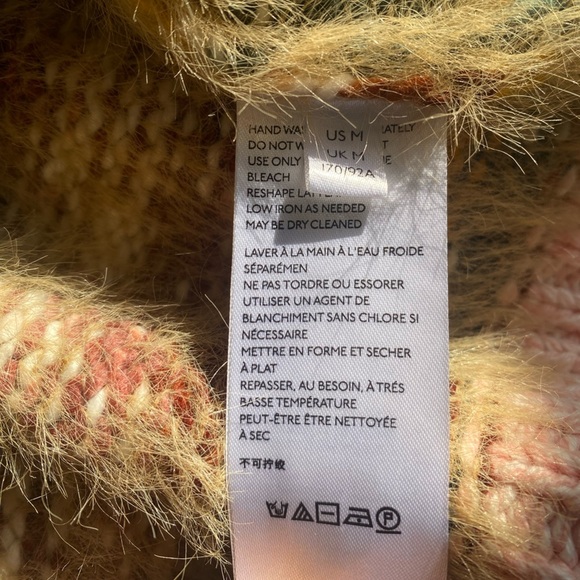 HAND WA
US M
ATELY
DO NOT
UK M
USE ONLY
170/92A
BLEACH
RESHAPE
LOW IRON AS NEEDED
MAY BE DRY CLEANED
LAVER À LA MAIN À L'EAU FROIDE
SÉPARÉMEN
NE PAS TORDRE OU ESSORER
UTILISER UN AGENT DE
BLANCHIMENT SANS CHLORE SI
NÉCESSAIRE
METTRE EN FORME ET SECHER
À PLAT
REPASSER, AU BESOIN, À TRÉS
BASSE TEMPÉRATURE
PEUT-ÊTRE ÊTRE NETTOYÉE
À SEC
不可拧绞
P